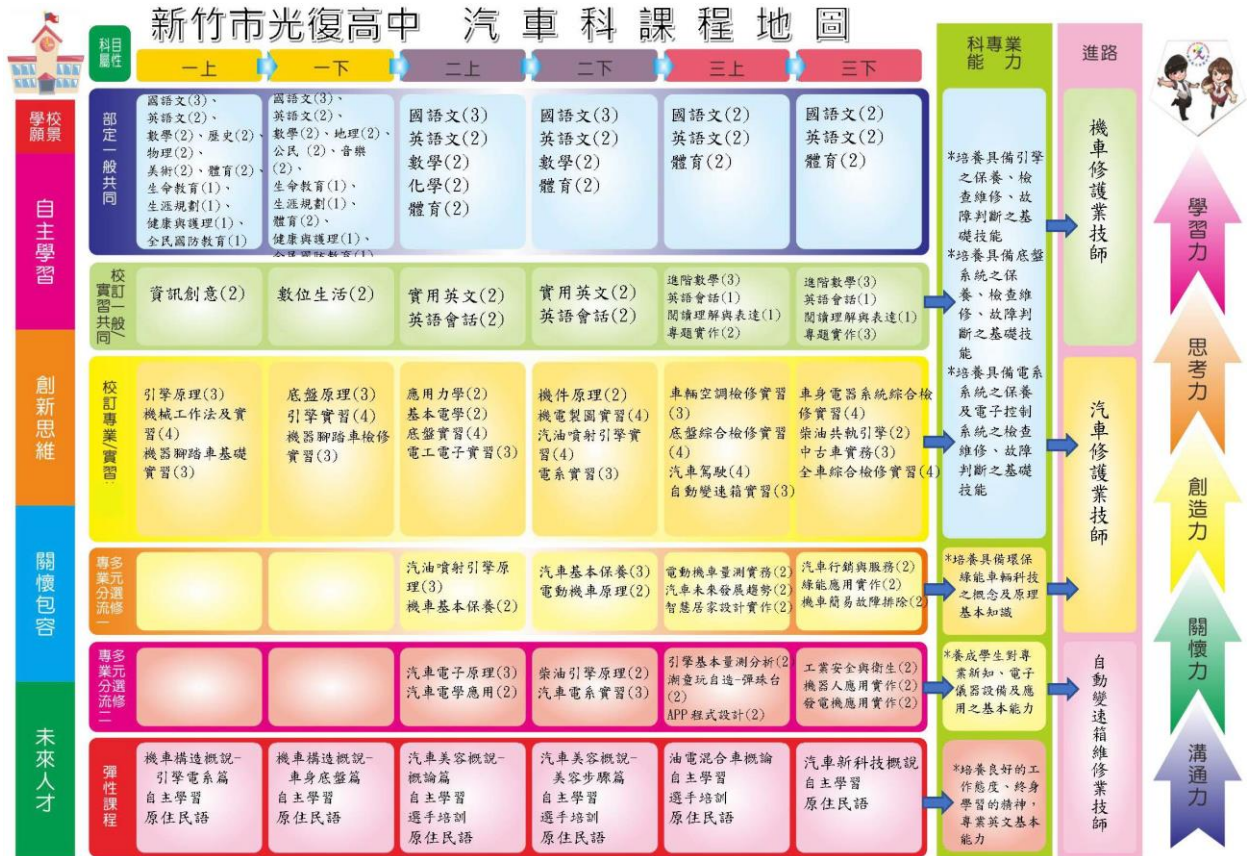 新竹市光復高中 汽車科課程地圖
科目屬性
一上
一下
二上
二下
三上
三下
科專業能力
進路
學校願景
自主學習
創新思維
關懷包容
未來人才
部定一般共同
國語文(3)、
英語文(2)、
數學(2)、歷史(2)、
物理(2)、
美術(2)、體育(2)、
生命教育(1)、
生涯規劃(1)、
健康與護理(1)、
全民國防教育(1)
國語文(3)、
英語文(2)、
數學(2)、地理(2)、
公民 (2)、音樂
(2)、
生命教育(1)、
生涯規劃(1)、
體育(2)、
健康與護理(1)、
全民國防教育(1)
國語文(3)
英語文(2)
數學(2)
化學(2)
體育(2)
國語文(3)
英語文(2)
數學(2)
體育(2)
國語文(2)
英語文(2)
體育(2)
國語文(2)
英語文(2)
體育(2)
校訂一般/
實習共同
資訊創意(2)
數位生活(2)
實用英文(2)
英語會話(2)
實用英文(2)
英語會話(2)
進階數學(3)
英語會話(1)
閱讀理解與表達(1)
專題實作(2)
進階數學(3)
英語會話(1)
閱讀理解與表達(1)
專題實作(3)
校訂專業/實習
引擎原理(3)
機械工作法及實
習(4)
機器腳踏車基礎
實習(3)
底盤原理(3)
引擎實習(4)
機器腳踏車檢修
實習(3)
應用力學(2)
基本電學(2)
底盤實習(4)
電工電子實習(3)
機件原理(2)
機電製圖實習(4)
汽油噴射引擎實
習(4)
電系實習(3)
車輛空調檢修實習
(3)
底盤綜合檢修實習
(4)
汽車駕駛(4)
自動變速箱實習(3)
車身電器系統綜合檢
修實習(4)
柴油共軌引擎(2)
中古車實務(3)
全車綜合檢修實習(4)
多元選修
專業分流一
汽油噴射引擎原
理(3)
機車基本保養(2)
汽車基本保養(3)
電動機車原理(2)
電動機車量測實務(2)
汽車未來發展趨勢(2)
智慧居家設計實作(2)
汽車行銷與服務(2)
綠能應用實作(2)
機車簡易故障排除(2)
多元選修
專業分流二
汽車電子原理(3)
汽車電學應用(2)
柴油引擎原理(2)
汽車電系實習(3)
引擎基本量測分析(2)
潮童玩自造-彈珠台
(2)
APP 程式設計(2)
工業安全與衛生(2)
機器人應用實作(2)
發電機應用實作(2)
彈性課程
機車構造概說-
引擎電系篇
自主學習
原住民語
機車構造概說-
車身底盤篇
自主學習
原住民語
汽車美容概說-
概論篇
自主學習
選手培訓
原住民語
汽車美容概說-
美容步驟篇
自主學習
選手培訓
原住民語
油電混合車概論
自主學習
選手培訓
原住民語
汽車新科技概說
自主學習
原住民語
*培養具備引擎
之保養、檢
查維修、故
障判斷之基
礎技能
*培養具備底盤
系統之保
養、檢查維
修、故障判
斷之基礎技
能
*培養具備電系
系統之保養
及電子控制
系統之檢查
維修、故障
判斷之基礎
技能
*培養具備環保
綠能車輛科技
之概念及原理
基本知識
*養成學生對專
業新知、電子
儀器設備及應
用之基本能力
*培養良好的工
作態度、終身
學習的精神,
專業英文基本
能力
機車修護業技師
汽車修護業技師
自動變速箱維修業技師
學習力
思考力
創造力
關懷力
溝通力